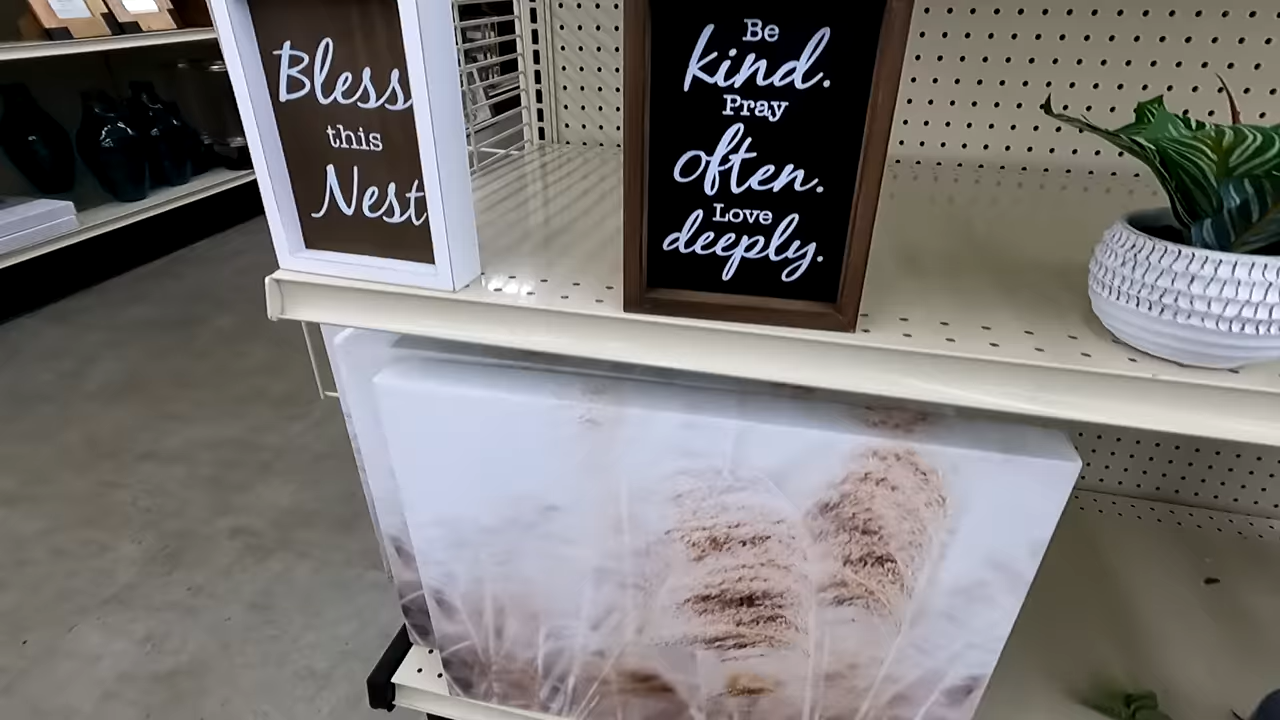 Bless
this
Nest
Be
kind.
Pray
often.
Love
deeply.